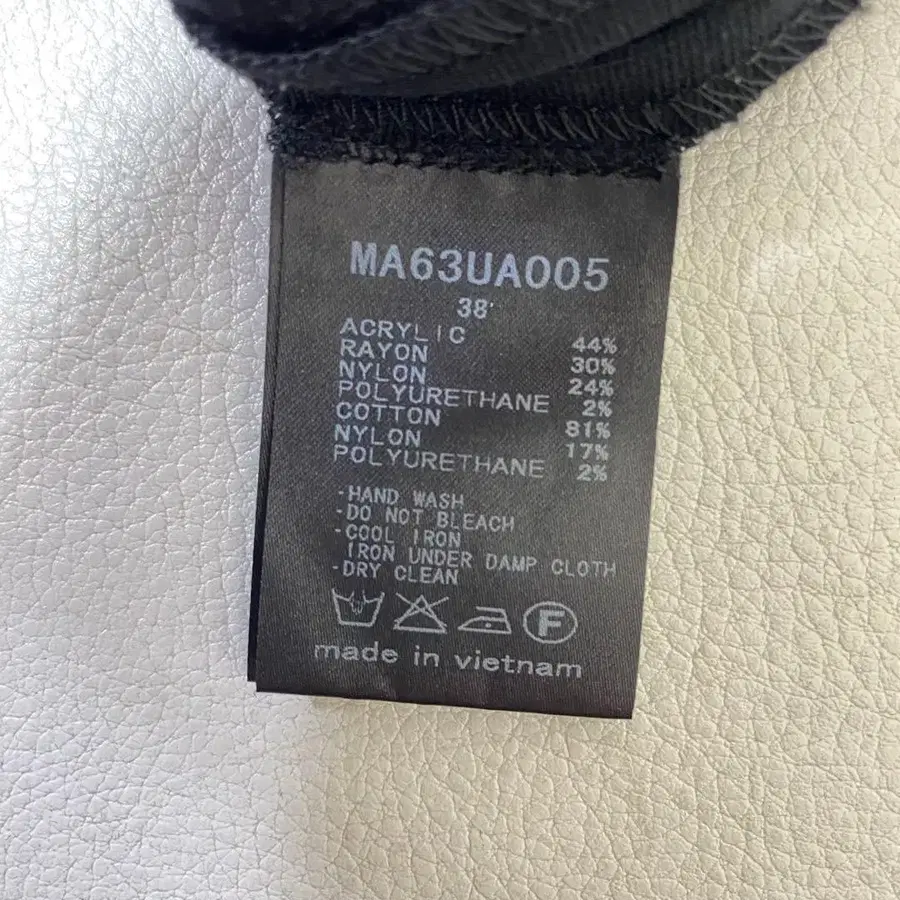 MA63UA005
38
ACRYLIC 44%
RAYON 30%
NYLON 24%
POLYURETHANE 2%
COTTON 81%
NYLON 17%
POLYURETHANE 2%
-HAND WASH
-DO NOT BLEACH
-COOL IRON
IRON UNDER DAMP CLOTH
-DRY CLEAN
F
made in vietnam